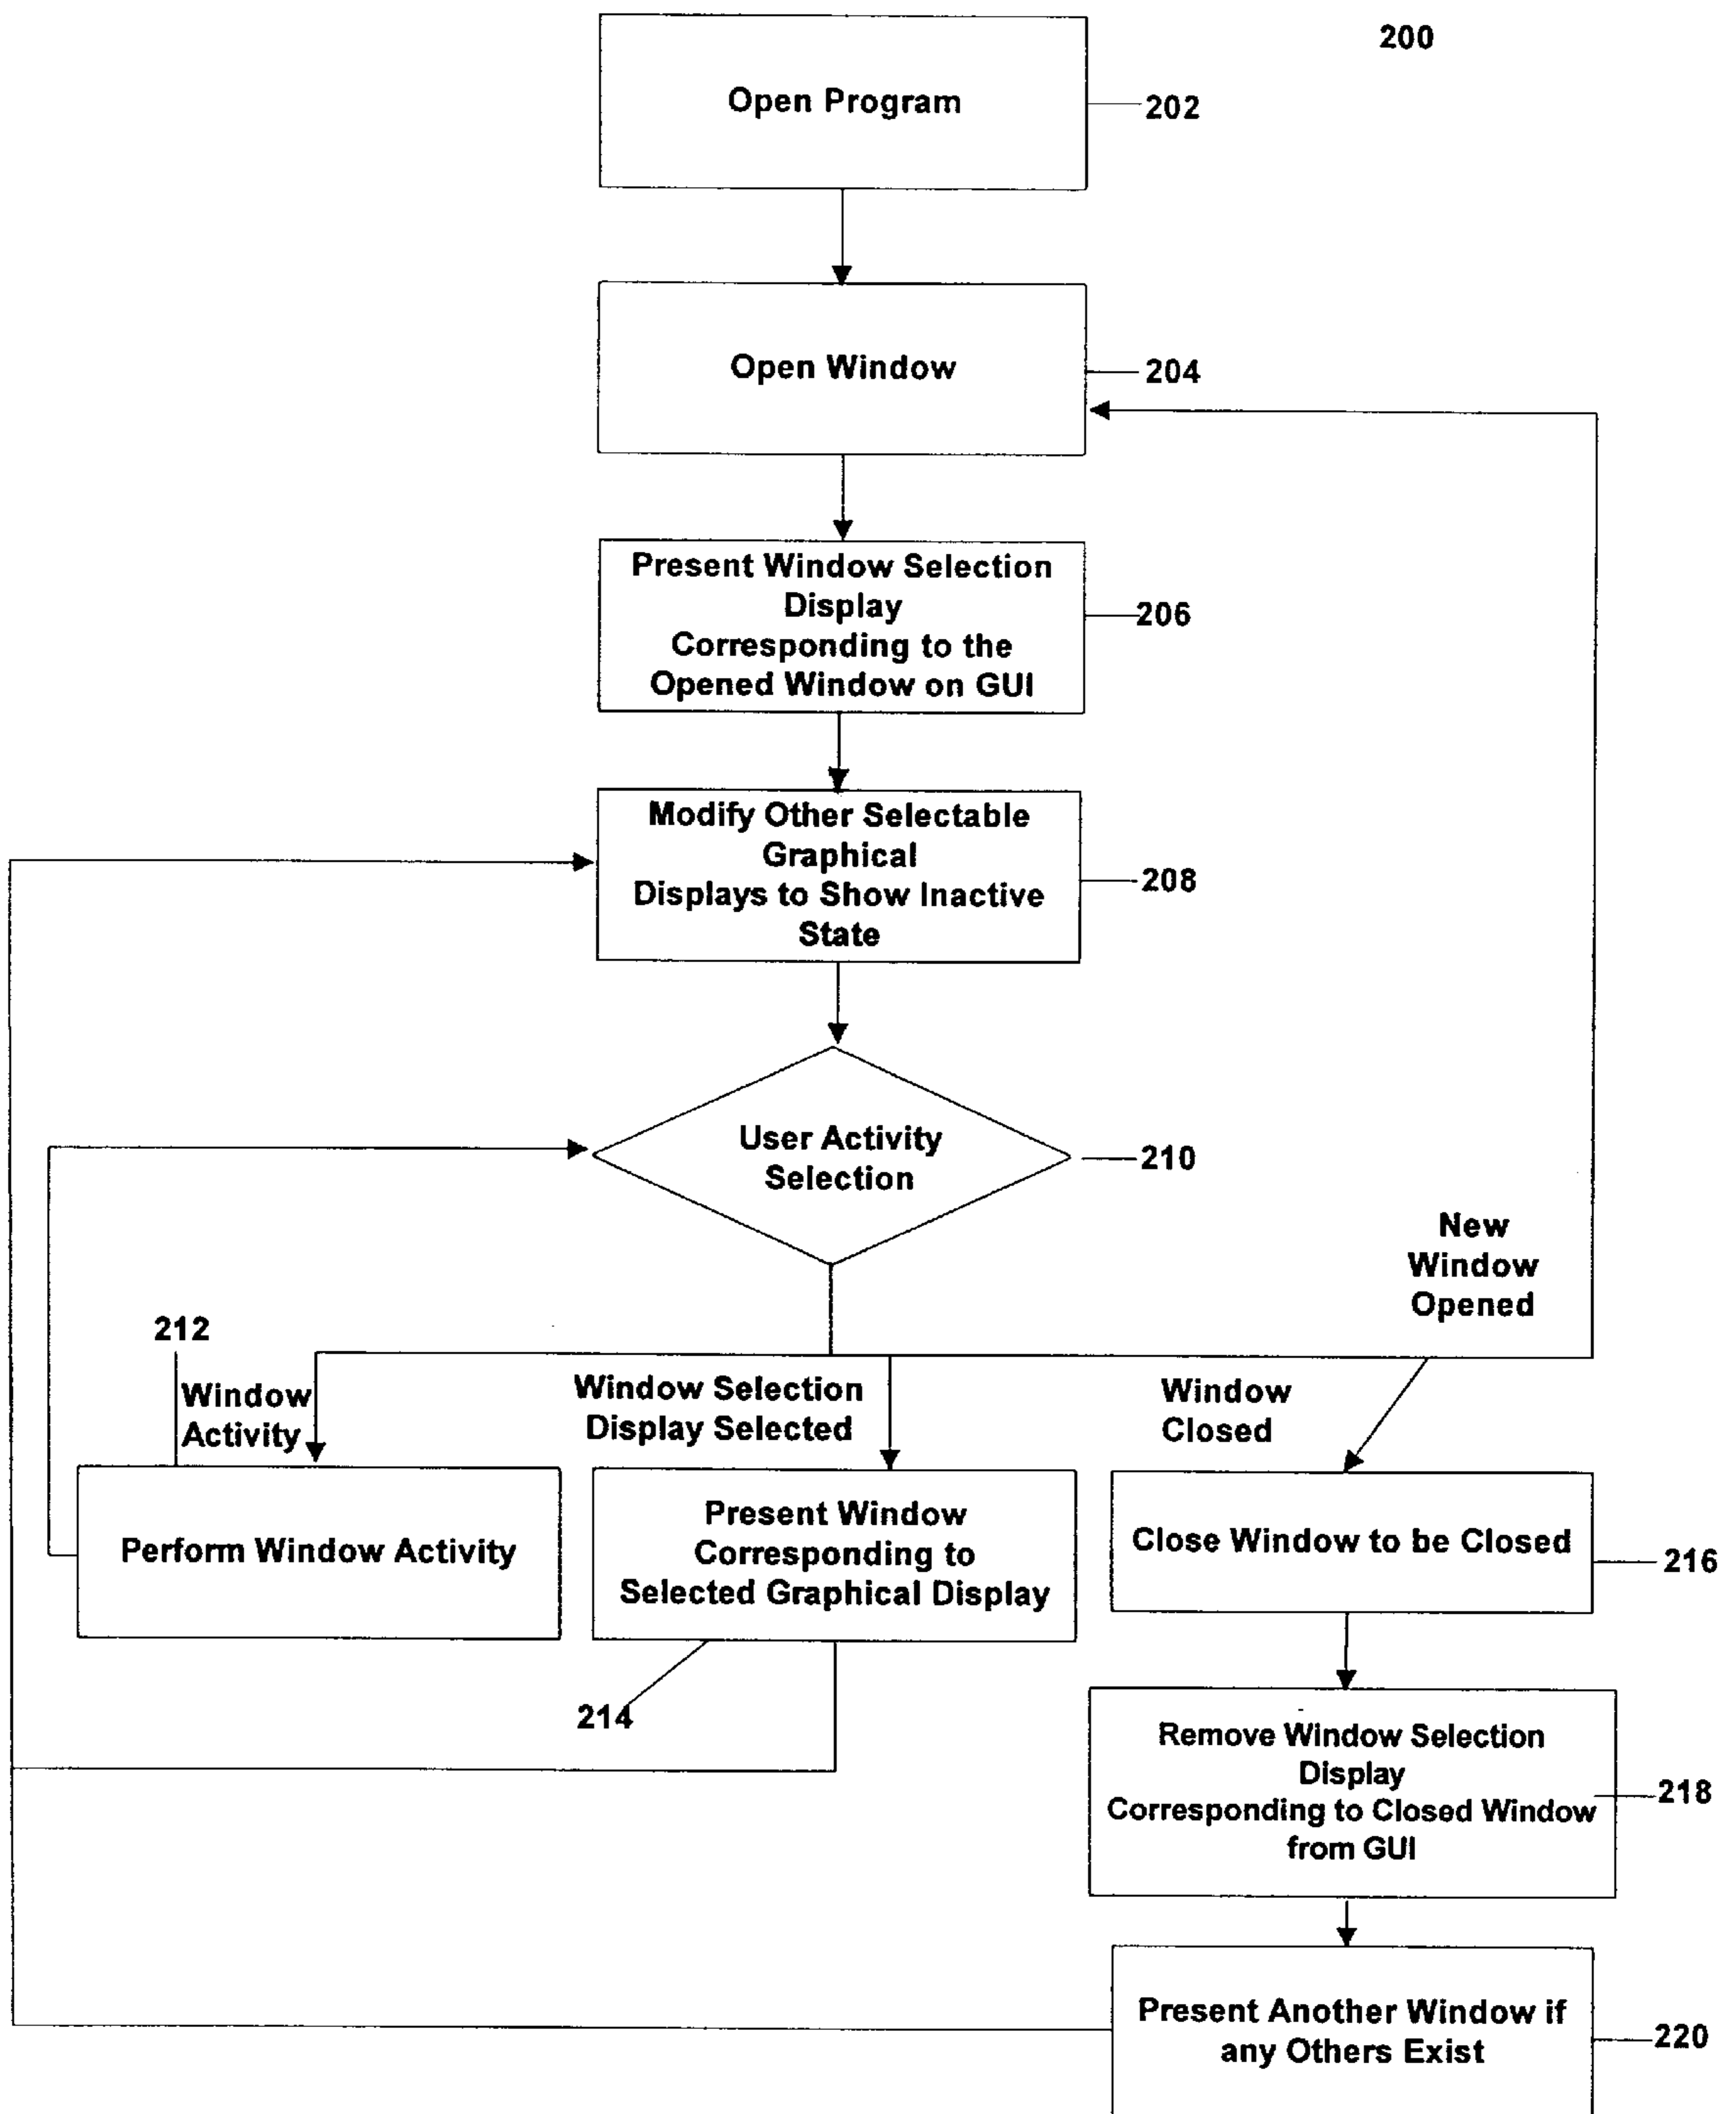 200
Open Program
202
Open Window
204
Present Window Selection
Display
Corresponding to the
Opened Window on GUI
206
Modify Other Selectable
Graphical
Displays to Show Inactive
State
208
User Activity
Selection
210
New
Window
Opened
212
Window
Activity
Window Selection
Display Selected
Window
Closed
Perform Window Activity
Present Window
Corresponding to
Selected Graphical Display
214
Close Window to be Closed
216
Remove Window Selection
Display
Corresponding to Closed Window
from GUI
218
Present Another Window if
any Others Exist
220